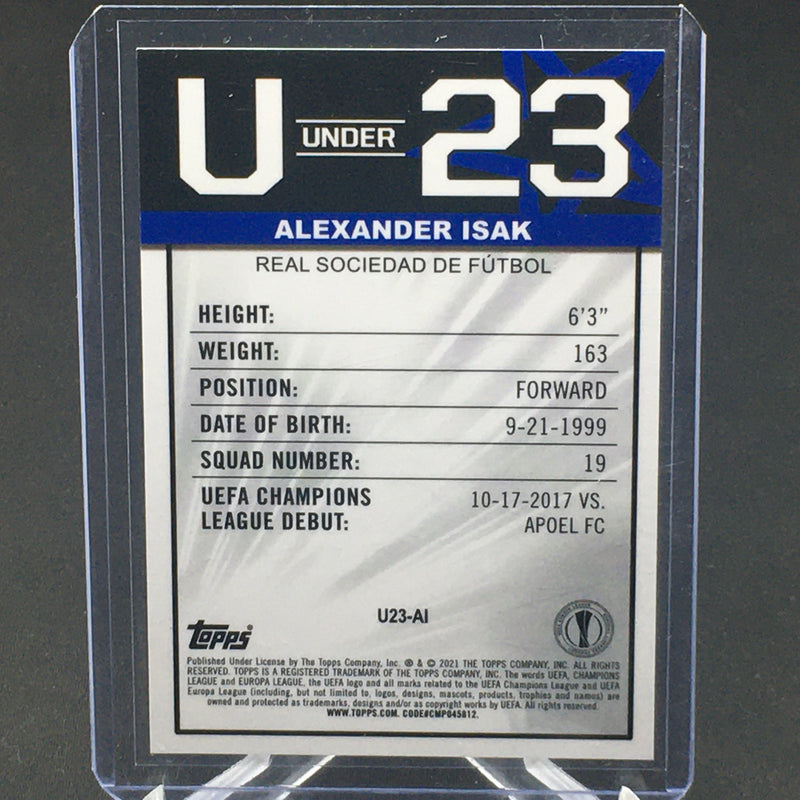 U UNDER 23
ALEXANDER ISAK
REAL SOCIEDAD DE FÚTBOL
HEIGHT: 6'3"
WEIGHT: 163
POSITION: FORWARD
DATE OF BIRTH: 9-21-1999
SQUAD NUMBER: 19
UEFA CHAMPIONS 10-17-2017 VS.
LEAGUE DEBUT: APOEL FC
U23-AI
Topps
Published Under License by The Topps Company, Inc. ® & © 2021 THE TOPPS COMPANY, INC. ALL RIGHTS
RESERVED. TOPPS IS A REGISTERED TRADEMARK OF THE TOPPS COMPANY, INC. The words UEFA, CHAMPIONS
LEAGUE and EUROPA LEAGUE, the UEFA logo and all marks related to the UEFA Champions League and UEFA
Europa League (including, but not limited to, logos, designs, mascots, products, trophies and names) are
owned and protected as trademarks, designs and/or as copyright works by UEFA. All rights reserved.
WWW.TOPPS.COM. CODE#CMP045812.